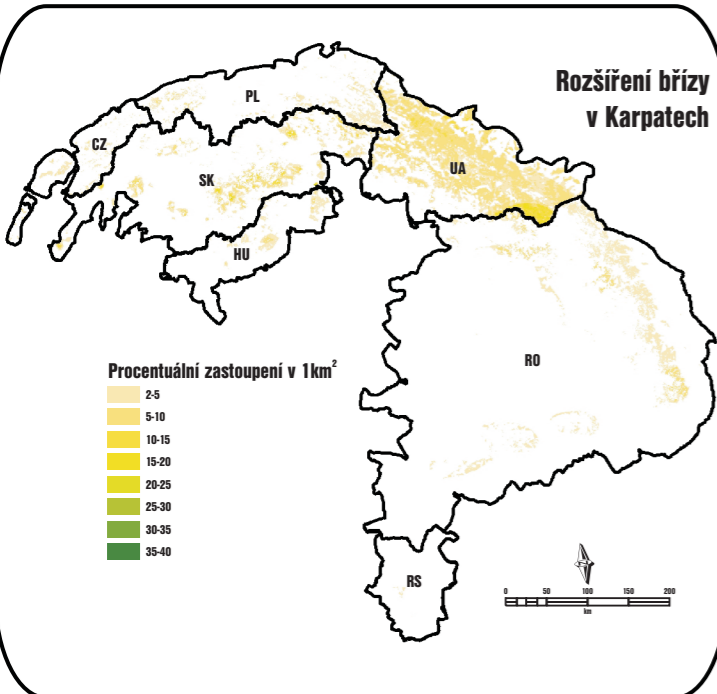 Rozšíření břízy
v Karpatech
PL
CZ
SK
UA
HU
RO
RS
Procentuální zastoupení v 1km²
2-5
5-10
10-15
15-20
20-25
25-30
30-35
35-40
0 50 100 150 200
km